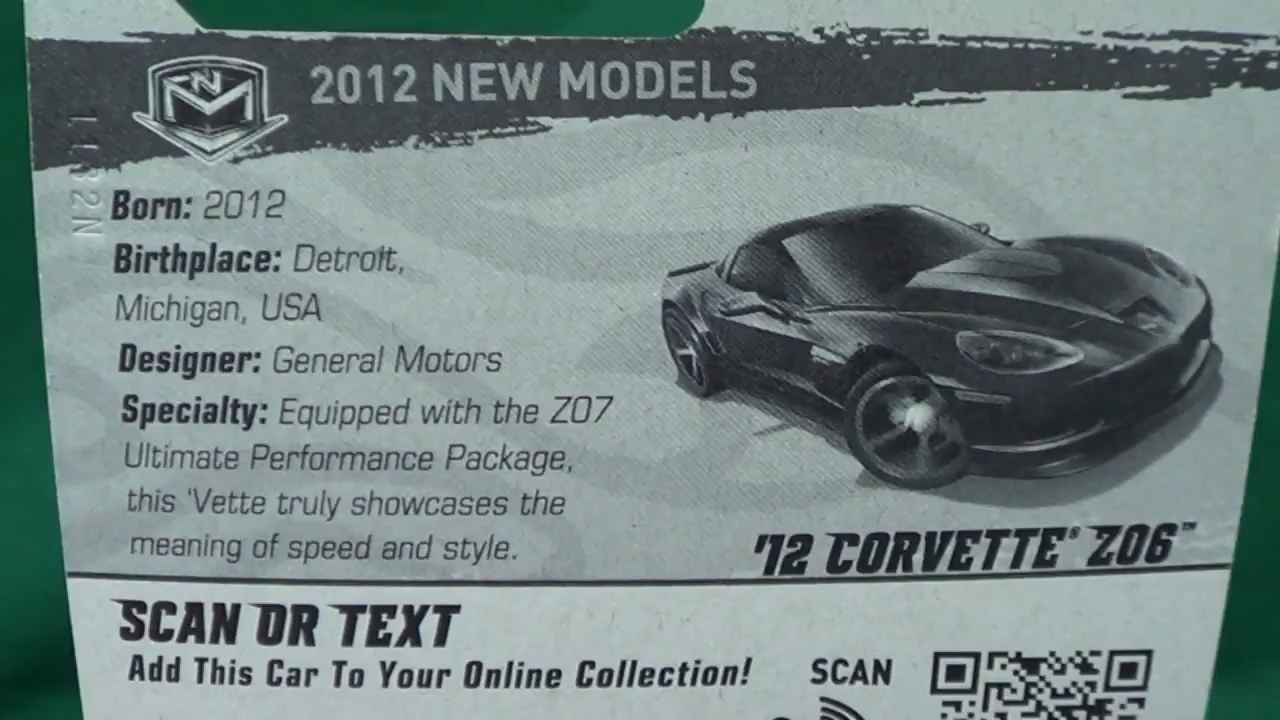 2012 NEW MODELS
Born: 2012
Birthplace: Detroit,
Michigan, USA
Designer: General Motors
Specialty: Equipped with the Z07
Ultimate Performance Package,
this 'Vette truly showcases the
meaning of speed and style.
'12 CORVETTE® Z06™
SCAN OR TEXT
Add This Car To Your Online Collection!
SCAN